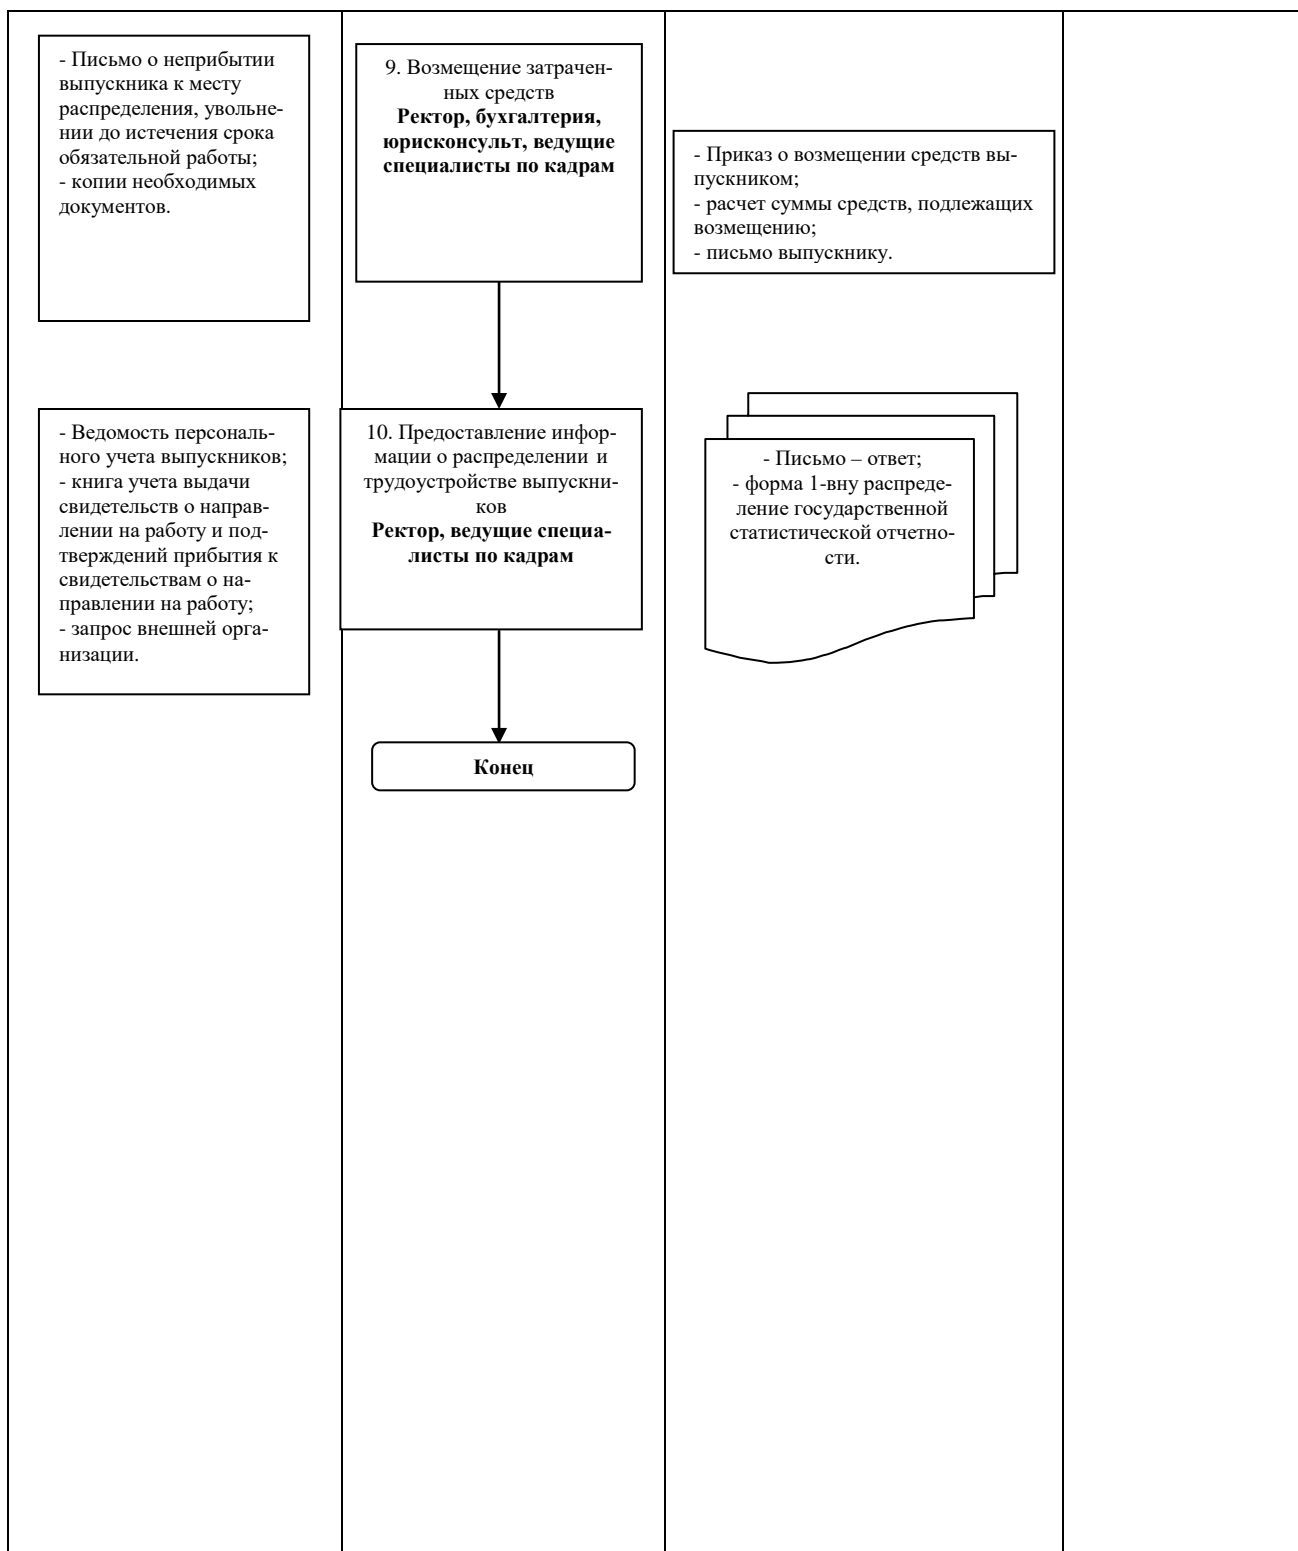 - Письмо о неприбытии
выпускника к месту
распределения, увольне-
нии до истечения срока
обязательной работы;
- копии необходимых
документов.
9. Возмещение затрачен-
ных средств
Ректор, бухгалтерия,
юрисконсульт, ведущие
специалисты по кадрам
- Приказ о возмещении средств вы-
пускником;
- расчет суммы средств, подлежащих
возмещению;
- письмо выпускнику.
- Ведомость персональ-
ного учета выпускников;
- книга учета выдачи
свидетельств о направ-
лении на работу и под-
тверждений прибытия к
свидетельствам о на-
правлении на работу;
- запрос внешней орга-
низации.
10. Предоставление инфор-
мации о распределении и
трудоустройстве выпускни-
ков
Ректор, ведущие специа-
листы по кадрам
- Письмо – ответ;
- форма 1-вну распреде-
ление государственной
статистической отчетно-
сти.
Конец